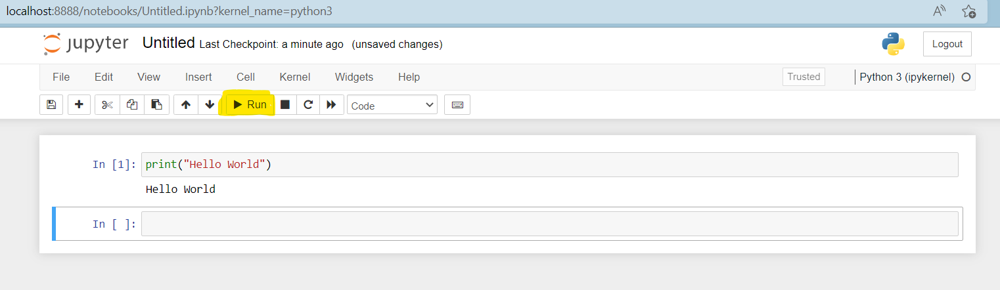 localhost:8888/notebooks/Untitled.ipynb?kernel_name=python3
jupyter Untitled Last Checkpoint: a minute ago (unsaved changes) Logout
File Edit View Insert Cell Kernel Widgets Help Trusted Python 3 (ipykernel)
Run Code
In [1]: print("Hello World")
Hello World
In [ ]: